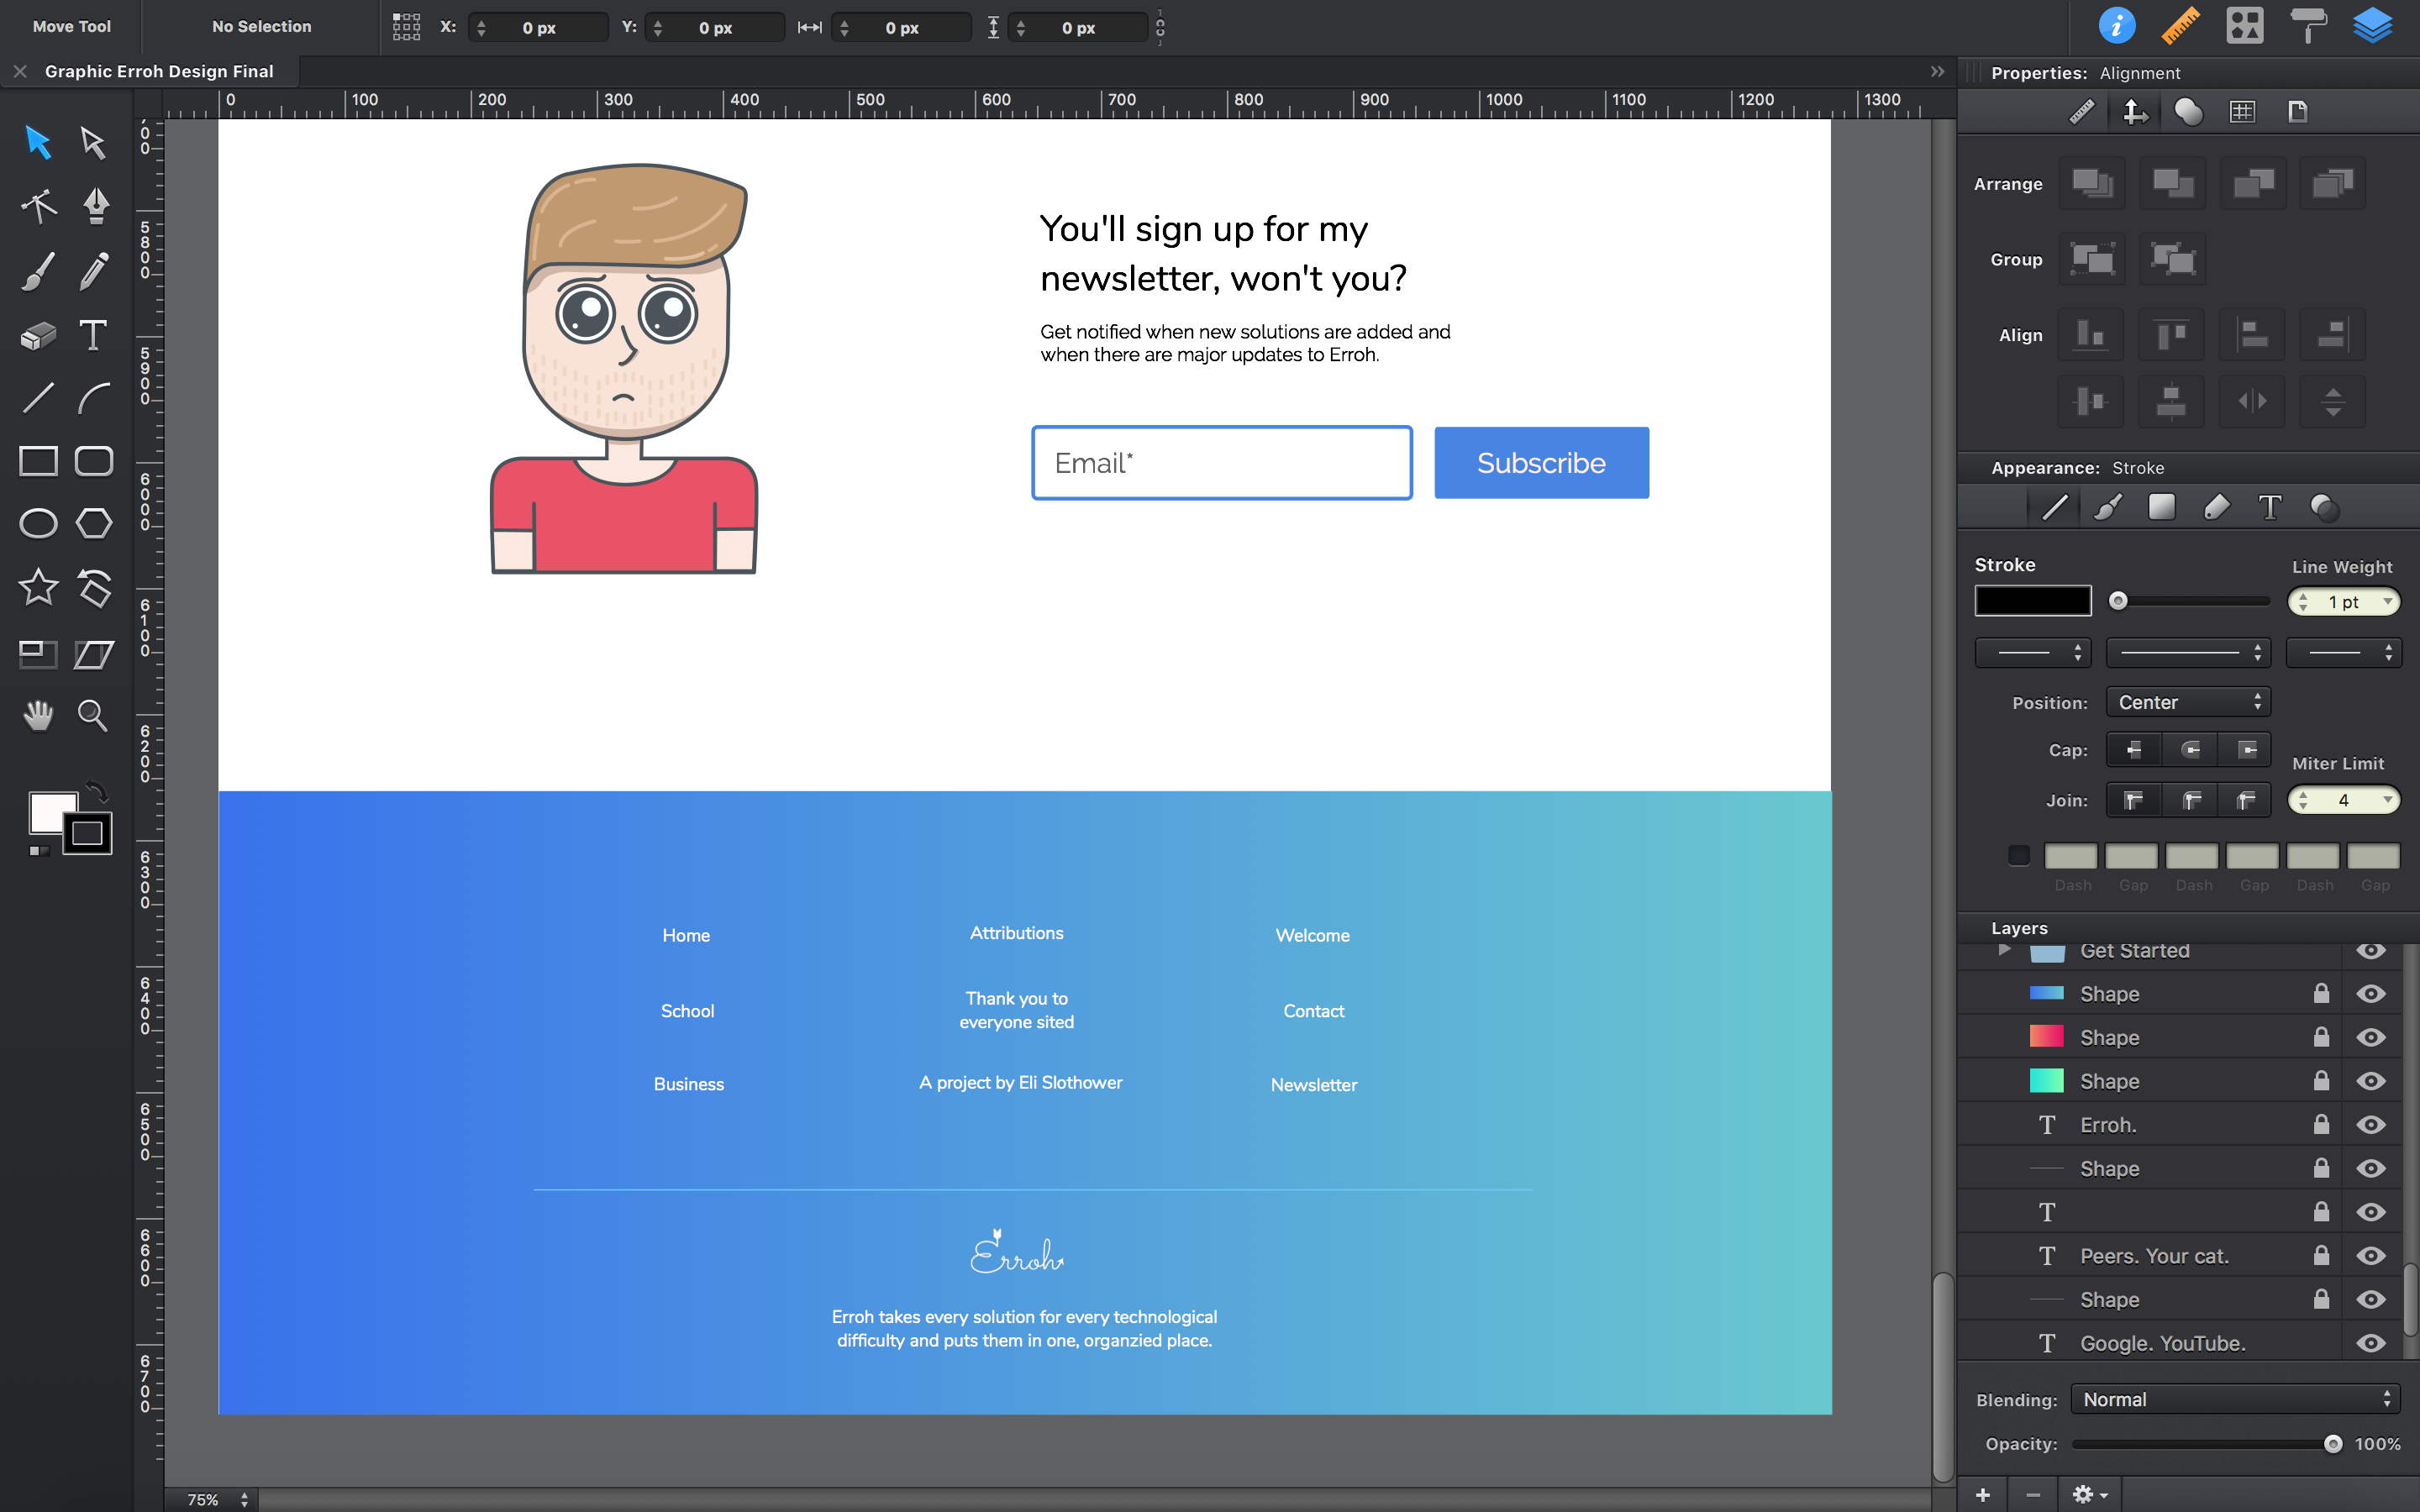 Move Tool
No Selection
X: 0 px Y: 0 px 0 px 0 px
Graphic Erroh Design Final
Properties: Alignment
0 100 200 300 400 500 600 700 800 900 1000 1100 1200 1300
5800
5900
6000
6100
6200
6300
6400
6500
6600
6700
You'll sign up for my
newsletter, won't you?
Get notified when new solutions are added and
when there are major updates to Erroh.
Email*
Subscribe
Home
Attributions
Welcome
School
Thank you to
everyone sited
Contact
Business
A project by Eli Slothower
Newsletter
Erroh
Erroh takes every solution for every technological
difficulty and puts them in one, organzied place.
75%
Arrange
Group
Align
Appearance: Stroke
Stroke
Line Weight
1 pt
Position: Center
Cap:
Miter Limit
Join:
4
Dash Gap Dash Gap Dash Gap
Layers
Get Started
Shape
Shape
Shape
T Erroh.
Shape
T
T Peers. Your cat.
Shape
T Google. YouTube.
Blending: Normal
Opacity: 100%